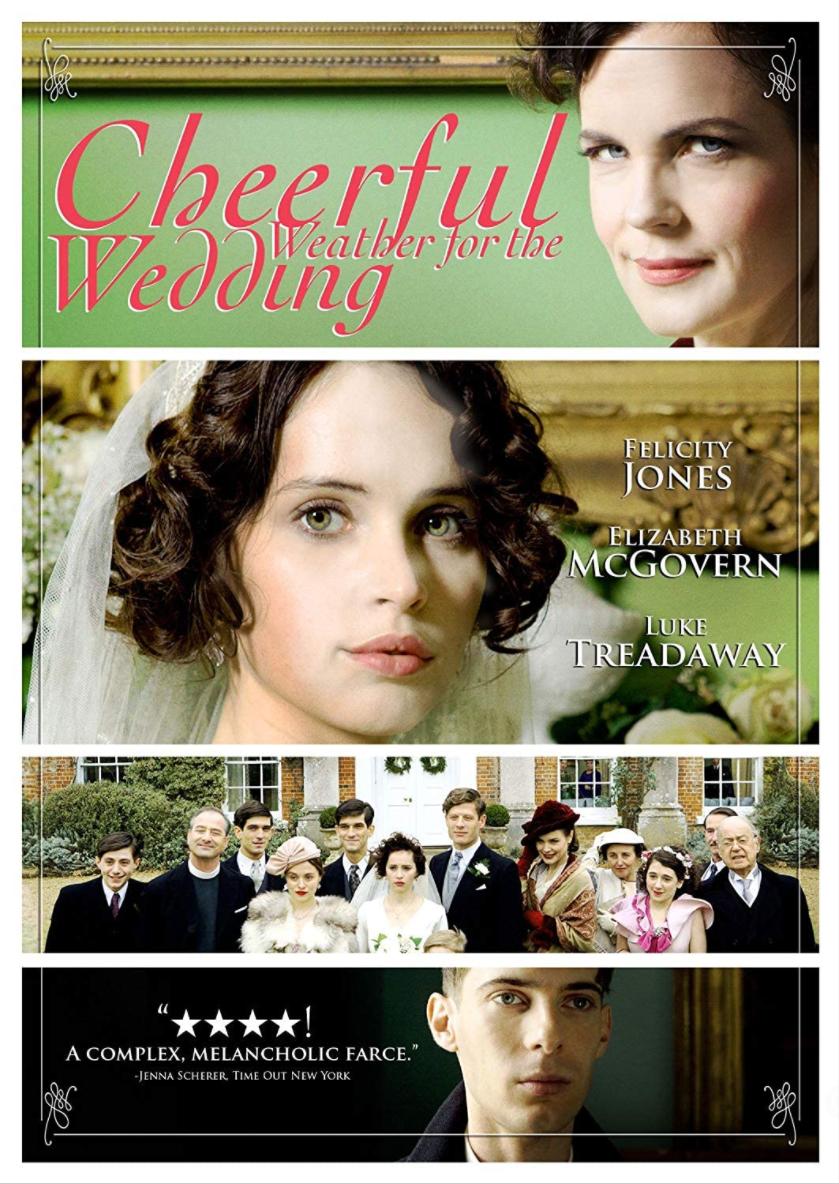 Cheerful
Weather for the
Wedding
FELICITY
JONES
ELIZABETH
MCGOVERN
LUKE
TREADAWAY
“★★★★!
A COMPLEX, MELANCHOLIC FARCE.”
-JENNA SCHERER, TIME OUT NEW YORK